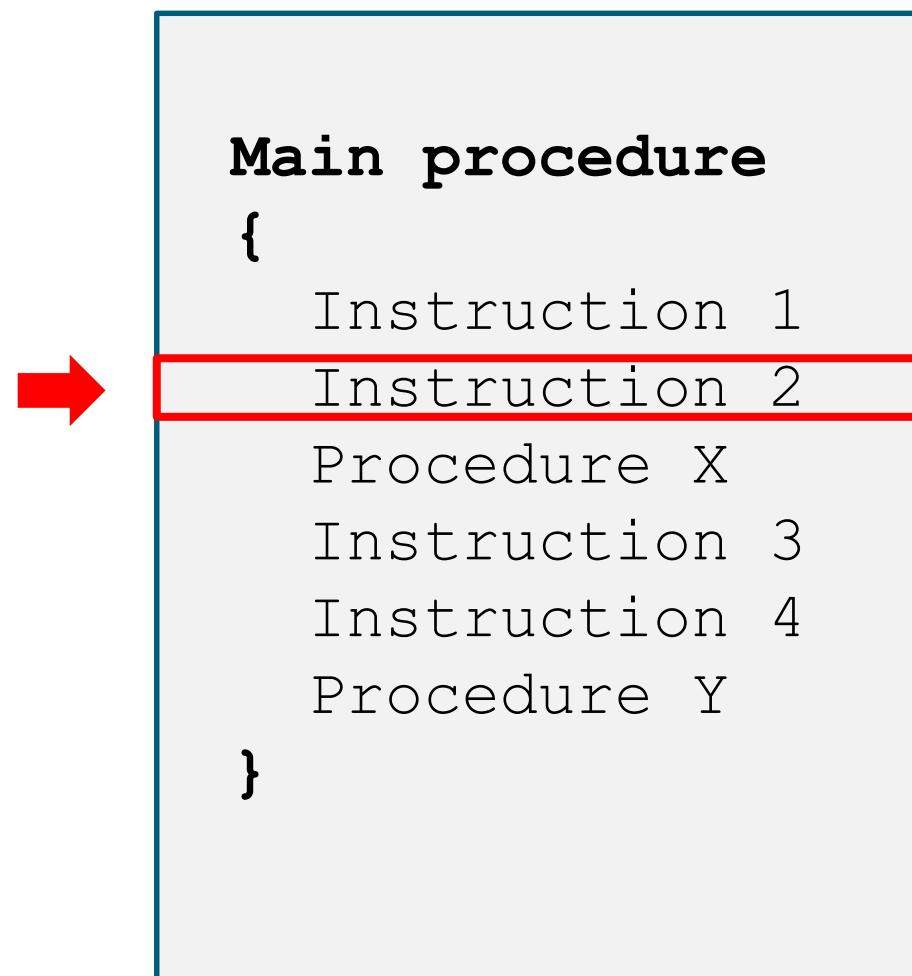 Main procedure
{
Instruction 1
Instruction 2
Procedure X
Instruction 3
Instruction 4
Procedure Y
}